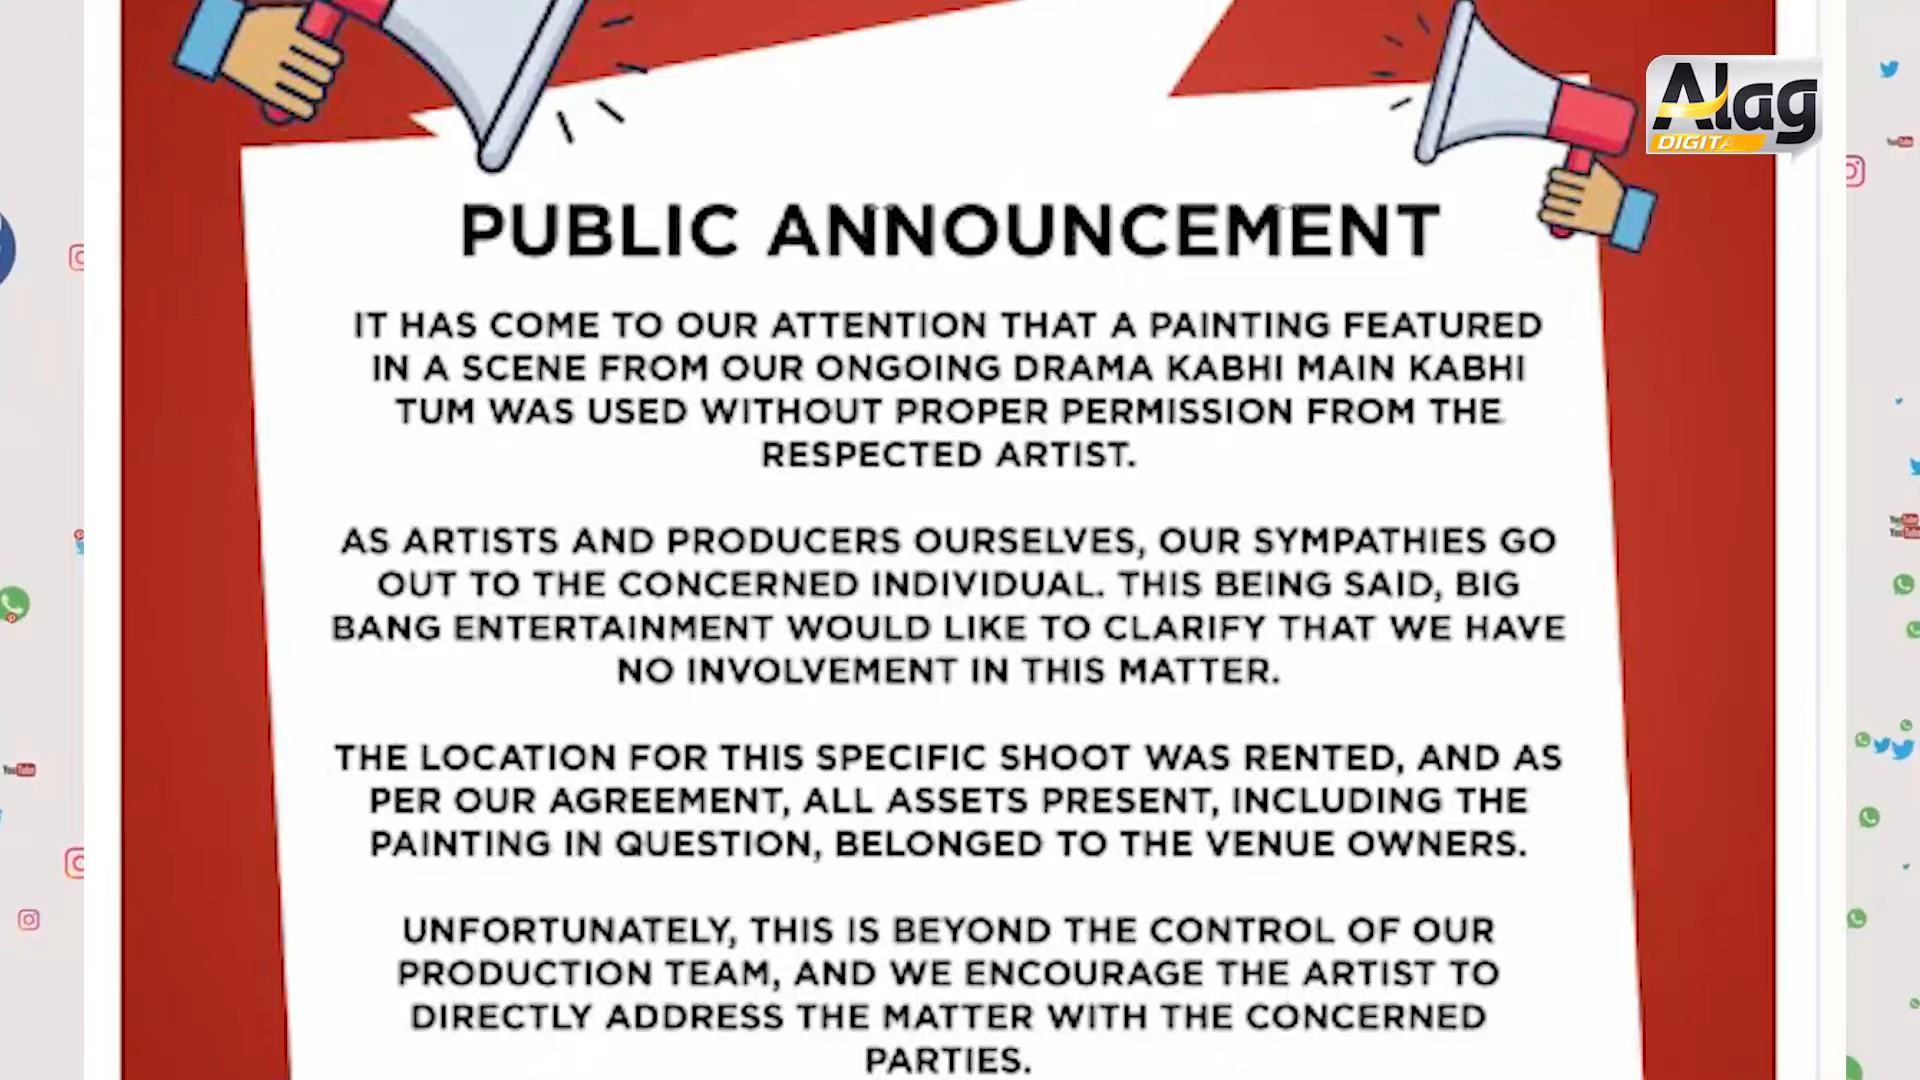 Alag
DIGITA
PUBLIC ANNOUNCEMENT
IT HAS COME TO OUR ATTENTION THAT A PAINTING FEATURED
IN A SCENE FROM OUR ONGOING DRAMA KABHI MAIN KABHI
TUM WAS USED WITHOUT PROPER PERMISSION FROM THE
RESPECTED ARTIST.
AS ARTISTS AND PRODUCERS OURSELVES, OUR SYMPATHIES GO
OUT TO THE CONCERNED INDIVIDUAL. THIS BEING SAID, BIG
BANG ENTERTAINMENT WOULD LIKE TO CLARIFY THAT WE HAVE
NO INVOLVEMENT IN THIS MATTER.
THE LOCATION FOR THIS SPECIFIC SHOOT WAS RENTED, AND AS
PER OUR AGREEMENT, ALL ASSETS PRESENT, INCLUDING THE
PAINTING IN QUESTION, BELONGED TO THE VENUE OWNERS.
UNFORTUNATELY, THIS IS BEYOND THE CONTROL OF OUR
PRODUCTION TEAM, AND WE ENCOURAGE THE ARTIST TO
DIRECTLY ADDRESS THE MATTER WITH THE CONCERNED
PARTIES.
YouTube
YouTube
YouTube